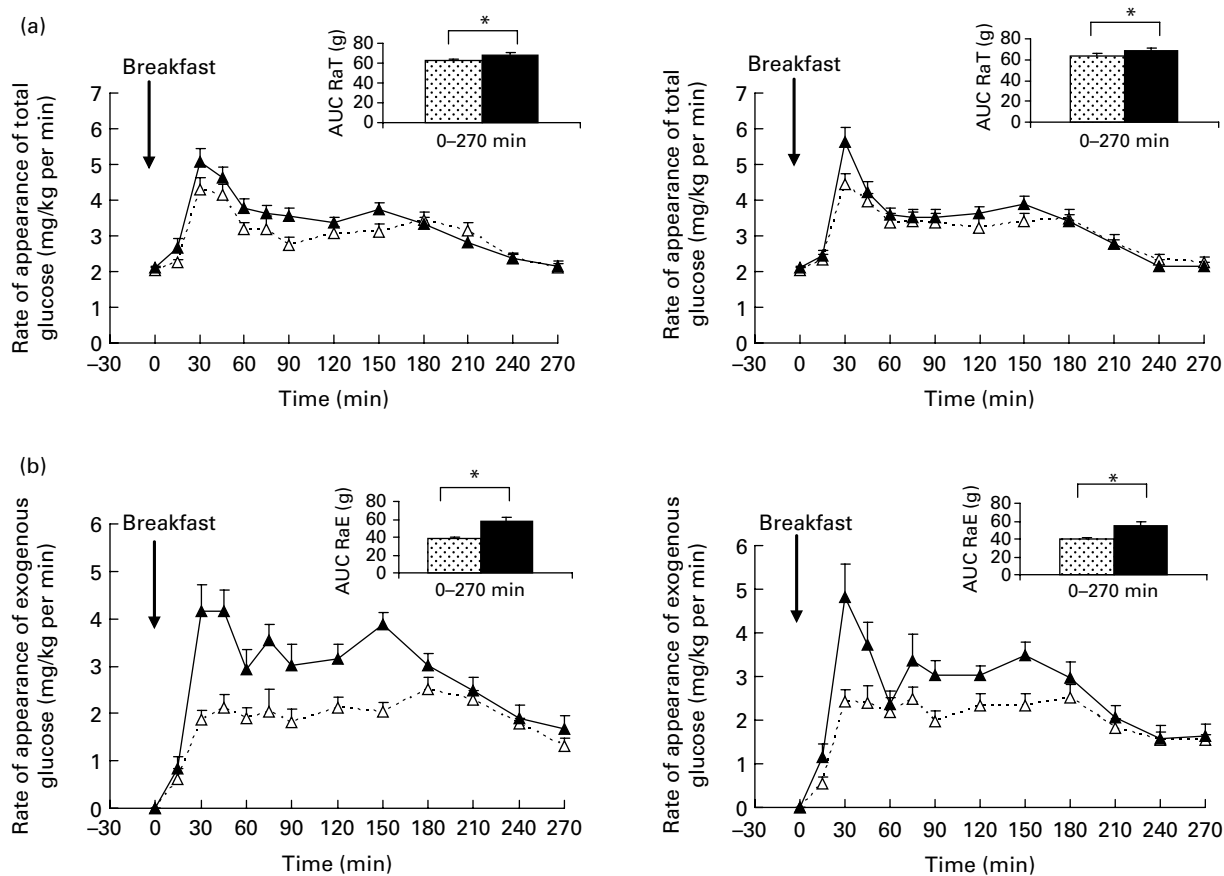 (a)
Rate of appearance of total
glucose (mg/kg per min)
Breakfast
7
6
5
4
3
2
1
0
–30 0 30 60 90 120 150 180 210 240 270
Time (min)
AUC RaT (g)
80
60
40
20
0
*
0–270 min
Rate of appearance of total
glucose (mg/kg per min)
Breakfast
7
6
5
4
3
2
1
0
–30 0 30 60 90 120 150 180 210 240 270
Time (min)
AUC RaT (g)
80
60
40
20
0
*
0–270 min
(b)
Rate of appearance of exogenous
glucose (mg/kg per min)
Breakfast
6
5
4
3
2
1
0
–30 0 30 60 90 120 150 180 210 240 270
Time (min)
AUC RaE (g)
80
60
40
20
0
*
0–270 min
Rate of appearance of exogenous
glucose (mg/kg per min)
Breakfast
6
5
4
3
2
1
0
–30 0 30 60 90 120 150 180 210 240 270
Time (min)
AUC RaE (g)
80
60
40
20
0
*
0–270 min